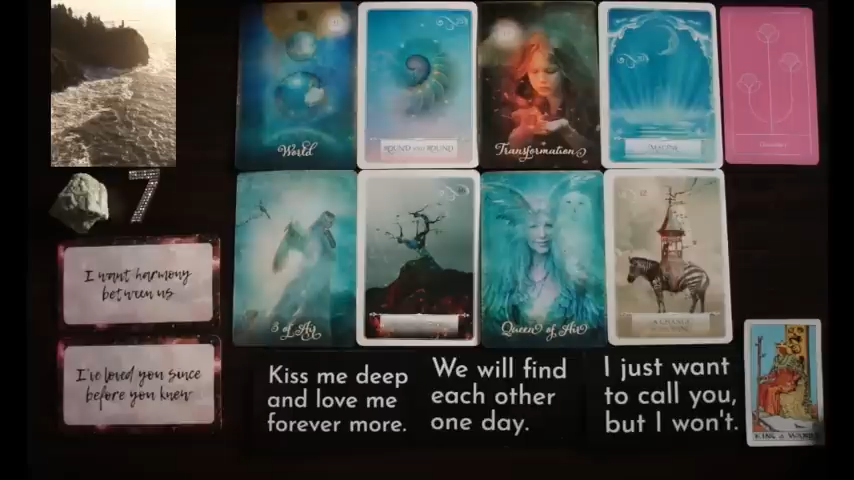 World
ROUND and ROUND
Transformation
7
3 of Air
Queen of Air
A CHANGE
I want harmony
between us
I've loved you since
before you knew
Kiss me deep
and love me
forever more.
We will find
each other
one day.
I just want
to call you,
but I won't.
KING of WANDS